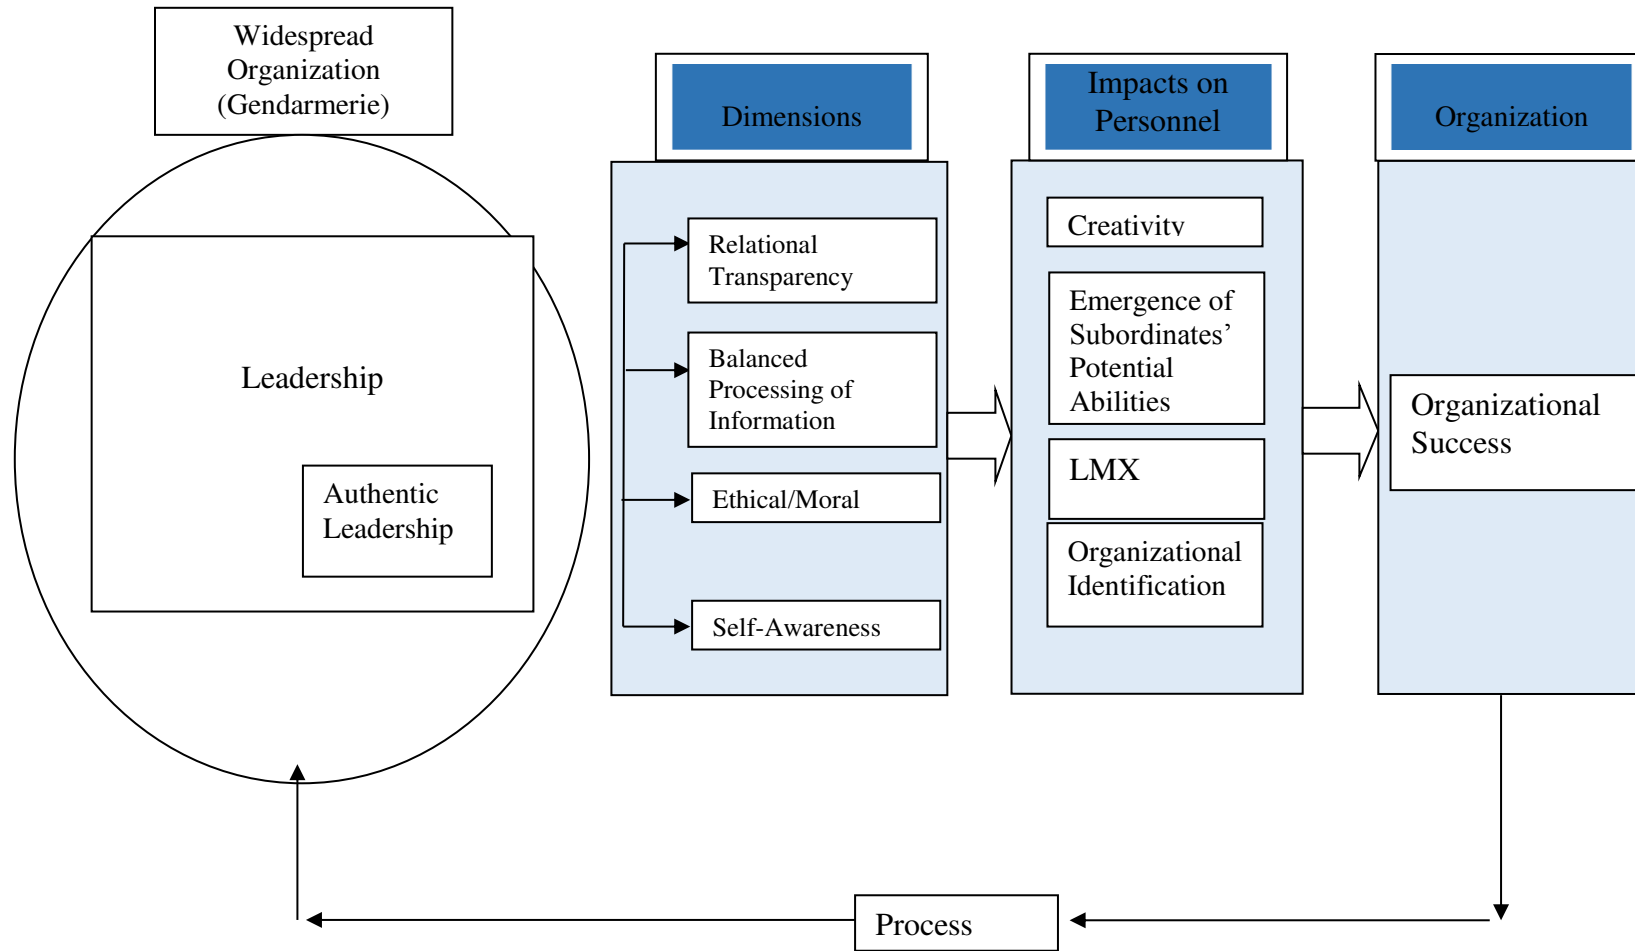 Widespread
Organization
(Gendarmerie)
Leadership
Authentic
Leadership
Dimensions
Relational
Transparency
Balanced
Processing of
Information
Ethical/Moral
Self-Awareness
Impacts on
Personnel
Creativity
Emergence of
Subordinates’
Potential
Abilities
LMX
Organizational
Identification
Organization
Organizational
Success
Process